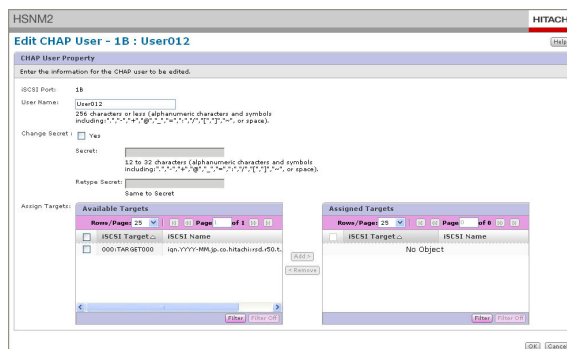 HSNM2
HITACH
Edit CHAP User - 1B : User012
Help
CHAP User Property
Enter the information for the CHAP user to be edited.
iSCSI Port: 1B
User Name: User012
256 characters or less (alphanumeric characters and symbols
including:".","-","+","@","_","=",":","/","[","]","~", or space).
Change Secret : Yes
Secret:
12 to 32 characters (alphanumeric characters and symbols
including:".","-","+","@","_","=",":","/","[","]","~", or space).
Retype Secret:
Same to Secret
Assign Targets:
Available Targets
Rows/Page: 25 Page 1 of 1
iSCSI Target iSCSI Name
000:TARGET000 iqn.YYYY-MM.jp.co.hitachi:rsd.r50.t.
Filter Filter Off
Add >
< Remove
Assigned Targets
Rows/Page: 25 Page 0 of 0
iSCSI Target iSCSI Name
No Object
Filter Filter Off
OK Cancel